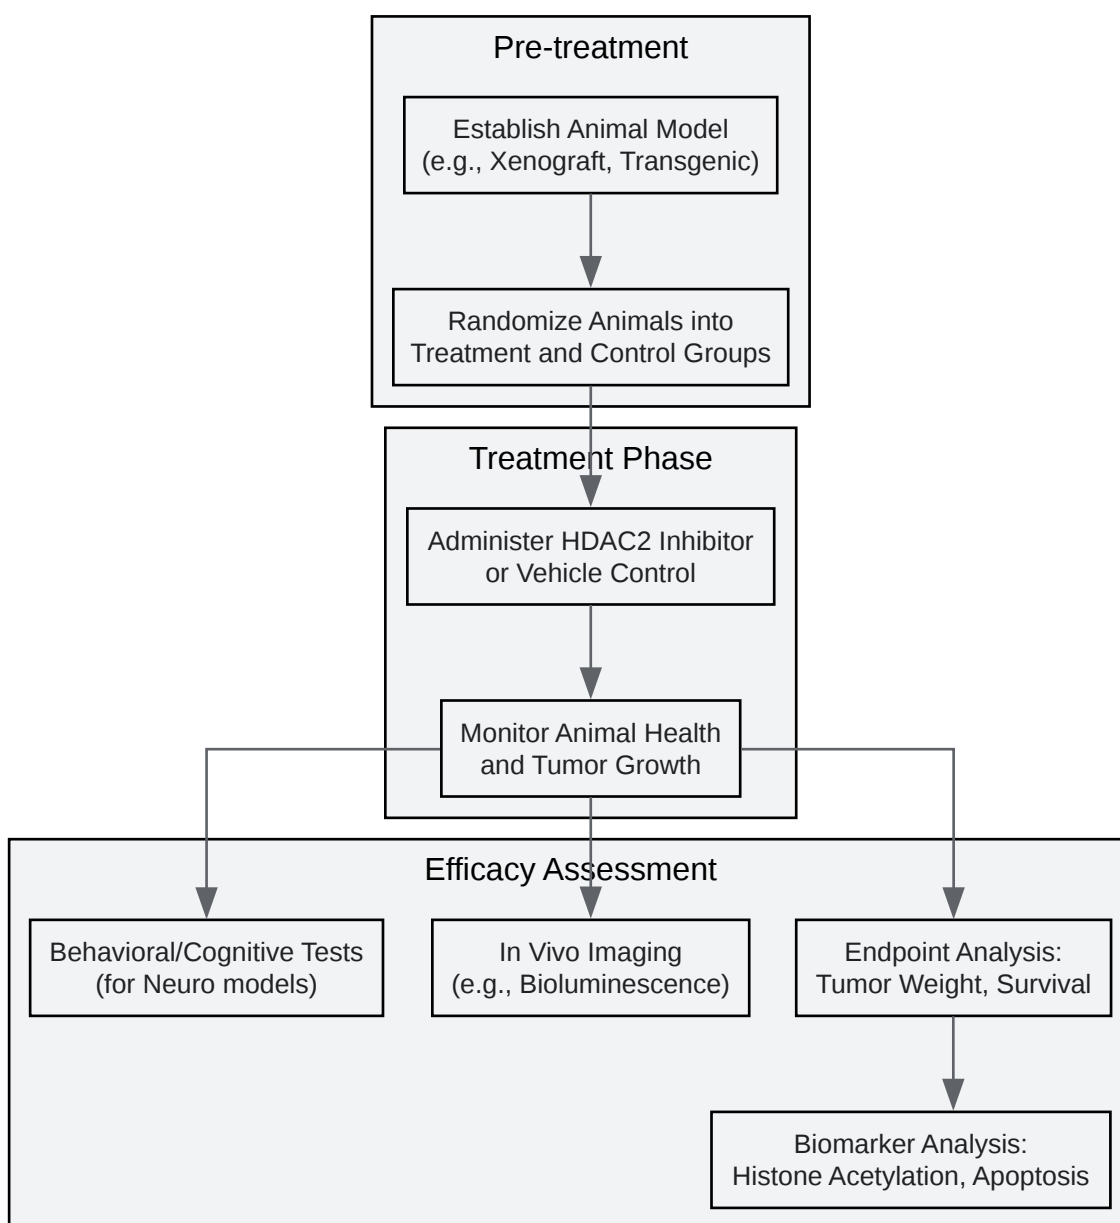 Pre-treatment
Establish Animal Model
(e.g., Xenograft, Transgenic)
Randomize Animals into
Treatment and Control Groups
Treatment Phase
Administer HDAC2 Inhibitor
or Vehicle Control
Monitor Animal Health
and Tumor Growth
Efficacy Assessment
Behavioral/Cognitive Tests
(for Neuro models)
In Vivo Imaging
(e.g., Bioluminescence)
Endpoint Analysis:
Tumor Weight, Survival
Biomarker Analysis:
Histone Acetylation, Apoptosis